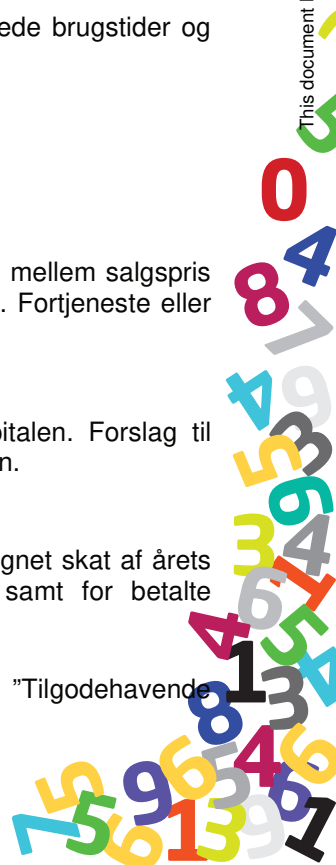 ede brugstider og
This document
mellem salgspris
. Fortjeneste eller
italen. Forslag til
n.
gnet skat af årets
samt for betalte
"Tilgodehavende